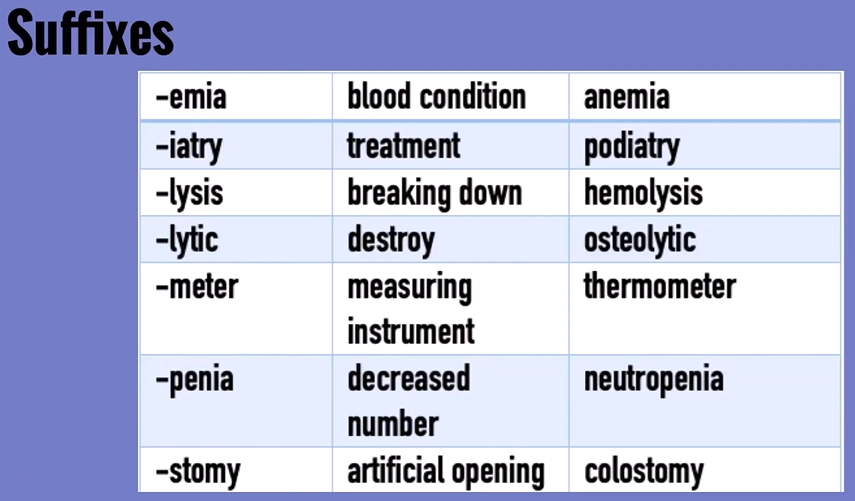 Suffixes
–emia blood condition anemia
–iatry treatment podiatry
–lysis breaking down hemolysis
–lytic destroy osteolytic
–meter measuring thermometer
instrument
–penia decreased neutropenia
number
–stomy artificial opening colostomy